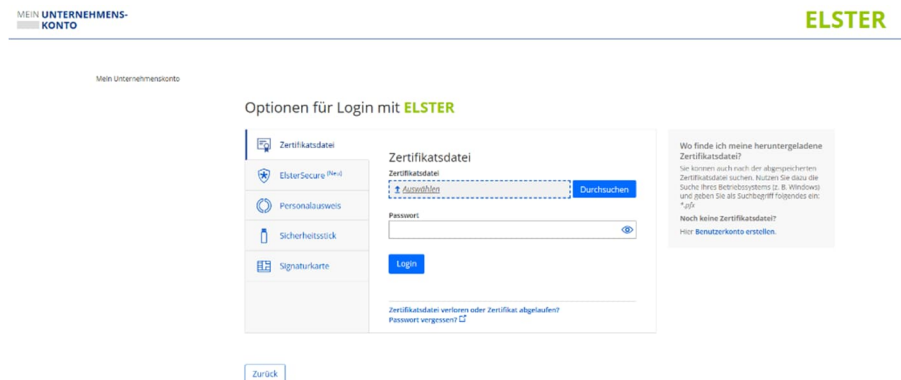 MEIN UNTERNEHMENS-
KONTO
ELSTER
Mein Unternehmenskonto
Optionen für Login mit ELSTER
Zertifikatsdatei
ElsterSecure (Neu)
Personalausweis
Sicherheitsstick
Signaturkarte
Zertifikatsdatei
Zertifikatsdatei
Auswählen
Durchsuchen
Passwort
Login
Zertifikatsdatei verloren oder Zertifikat abgelaufen?
Passwort vergessen?
Wo finde ich meine heruntergeladene
Zertifikatsdatei?
Sie können auch nach der abgespeicherten
Zertifikatsdatei suchen. Nutzen Sie dazu die
Suche Ihres Betriebssystems (z. B. Windows)
und geben Sie als Suchbegriff folgendes ein:
*.pfx
Noch keine Zertifikatsdatei?
Hier Benutzerkonto erstellen.
Zurück